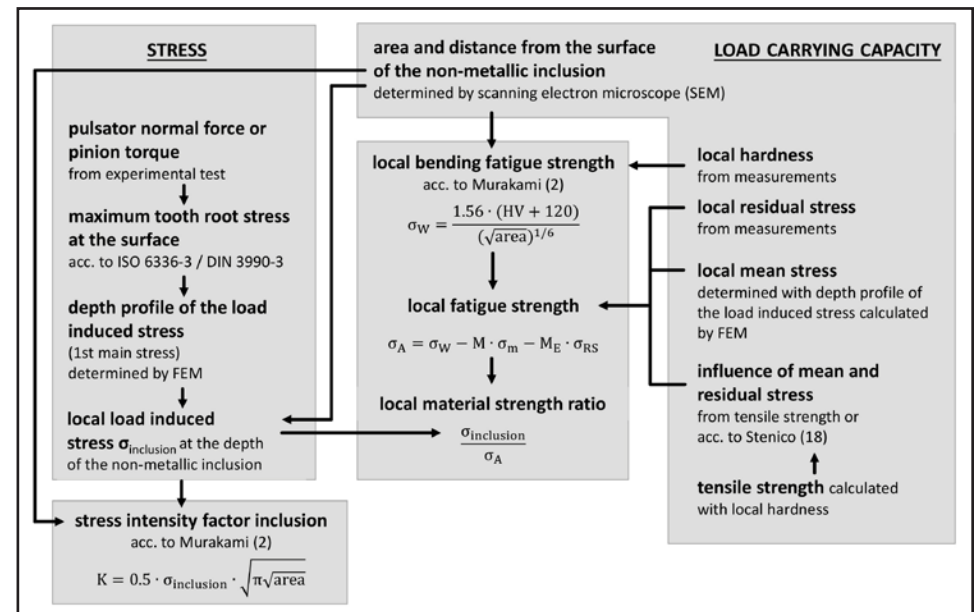 STRESS
pulsator normal force or
pinion torque
from experimental test
maximum tooth root stress
at the surface
acc. to ISO 6336-3 / DIN 3990-3
depth profile of the load
induced stress
(1st main stress)
determined by FEM
local load induced
stress σinclusion at the depth
of the non-metallic inclusion
stress intensity factor inclusion
acc. to Murakami (2)
K = 0.5 · σinclusion · √(π√area)
area and distance from the surface
of the non-metallic inclusion
determined by scanning electron microscope (SEM)
local bending fatigue strength
acc. to Murakami (2)
σW = 1.56 · (HV + 120) / (√area)^1/6
local fatigue strength
σA = σW − M · σm − ME · σRS
local material strength ratio
σinclusion / σA
LOAD CARRYING CAPACITY
local hardness
from measurements
local residual stress
from measurements
local mean stress
determined with depth profile of
the load induced stress calculated
by FEM
influence of mean and
residual stress
from tensile strength or
acc. to Stenico (18)
tensile strength calculated
with local hardness